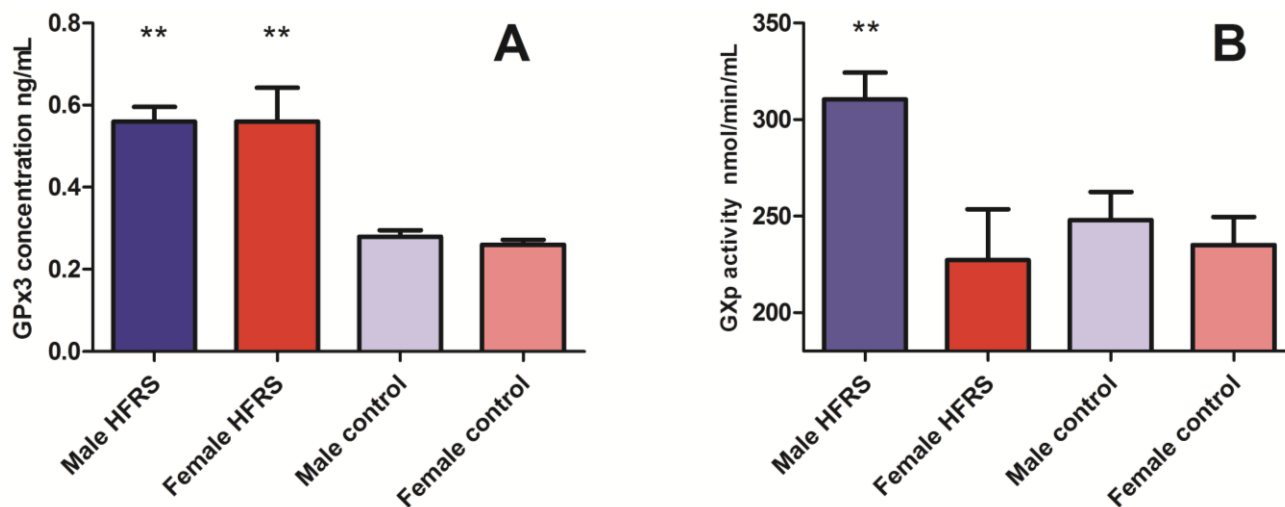 A
GPx3 concentration ng/mL
0.8
0.6
0.4
0.2
0.0
**
**
Male HFRS
Female HFRS
Male control
Female control
B
GXp activity nmol/min/mL
350
300
250
200
**
Male HFRS
Female HFRS
Male control
Female control